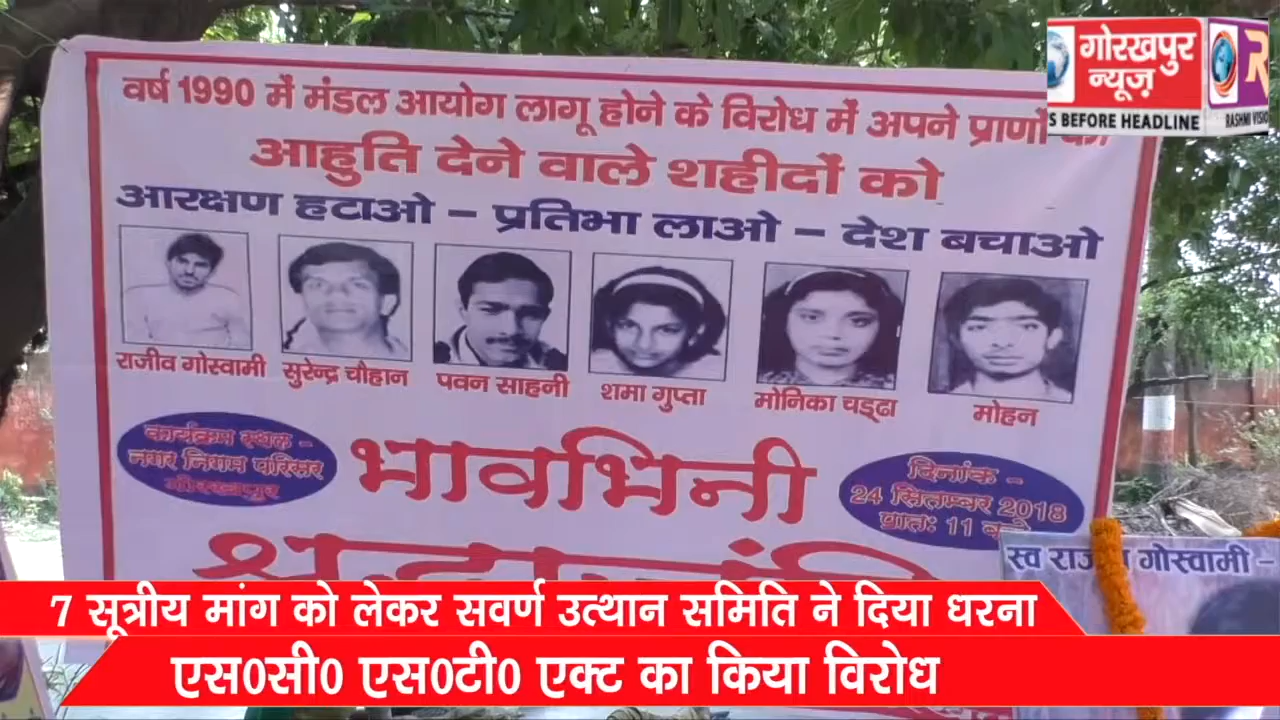 वर्ष 1990 में मंडल आयोग लागू होने के विरोध में अपने प्राणों की
आहुति देने वाले शहीदों को
आरक्षण हटाओ – प्रतिभा लाओ – देश बचाओ
राजीव गोस्वामी सुरेन्द्र चौहान पवन साहनी शमा गुप्ता मोनिका चड्ढा मोहन
कार्यक्रम स्थल -
नगर निगम परिसर
गोरखपुर
भावभिनी
दिनांक -
24 सितम्बर 2018
प्रातः 11 बजे
स्व राजीव गोस्वामी -
गोरखपुर
न्यूज़
S BEFORE HEADLINE
R
RASHMI VISIO
7 सूत्रीय मांग को लेकर सवर्ण उत्थान समिति ने दिया धरना
एस0सी0 एस0टी0 एक्ट का किया विरोध